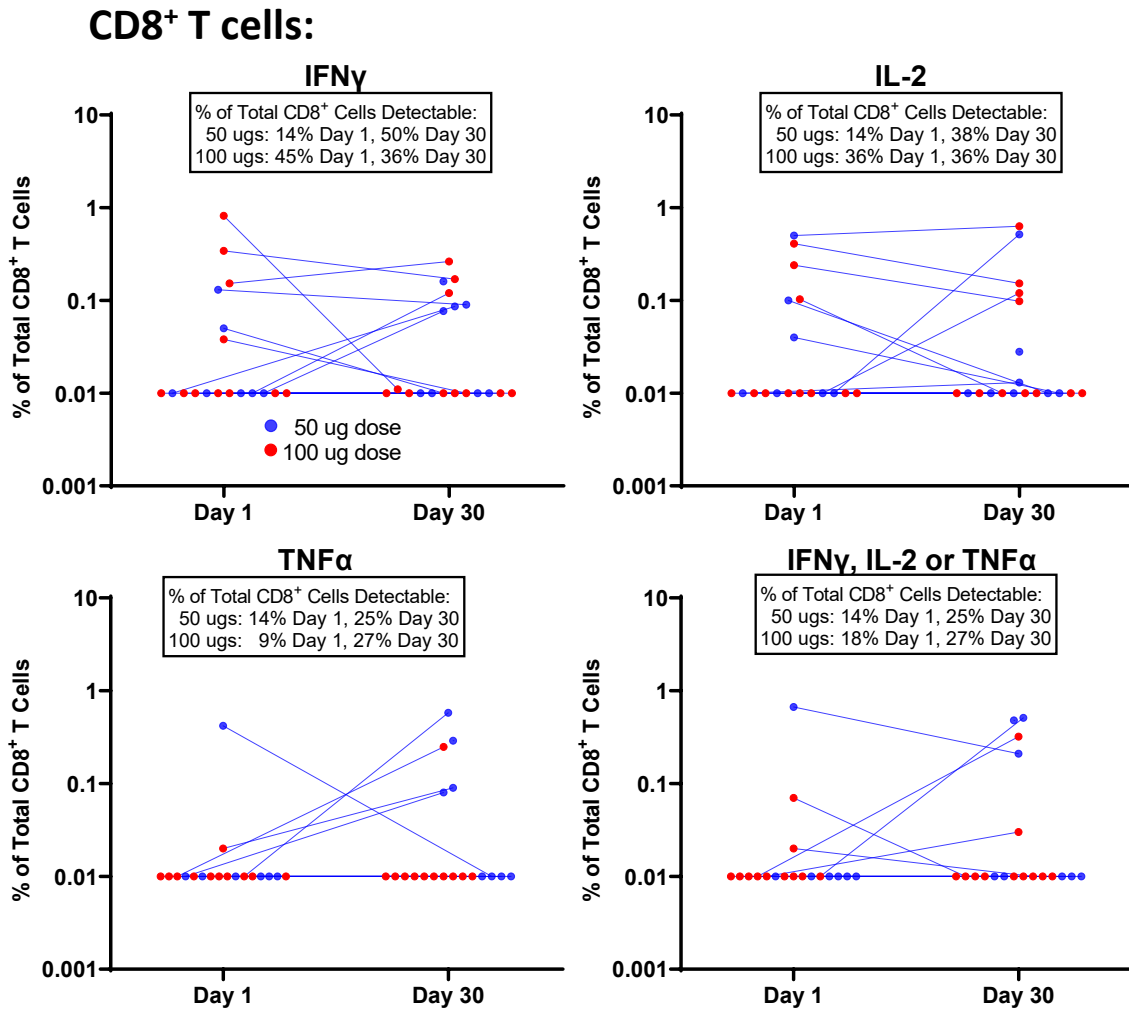 CD8⁺ T cells:
IFNγ
% of Total CD8⁺ Cells Detectable:
50 ugs: 14% Day 1, 50% Day 30
100 ugs: 45% Day 1, 36% Day 30
% of Total CD8⁺ T Cells
10
1
0.1
0.01
0.001
50 ug dose
100 ug dose
Day 1 Day 30
IL-2
% of Total CD8⁺ Cells Detectable:
50 ugs: 14% Day 1, 38% Day 30
100 ugs: 36% Day 1, 36% Day 30
% of Total CD8⁺ T Cells
10
1
0.1
0.01
0.001
Day 1 Day 30
TNFα
% of Total CD8⁺ Cells Detectable:
50 ugs: 14% Day 1, 25% Day 30
100 ugs: 9% Day 1, 27% Day 30
% of Total CD8⁺ T Cells
10
1
0.1
0.01
0.001
Day 1 Day 30
IFNγ, IL-2 or TNFα
% of Total CD8⁺ Cells Detectable:
50 ugs: 14% Day 1, 25% Day 30
100 ugs: 18% Day 1, 27% Day 30
% of Total CD8⁺ T Cells
10
1
0.1
0.01
0.001
Day 1 Day 30